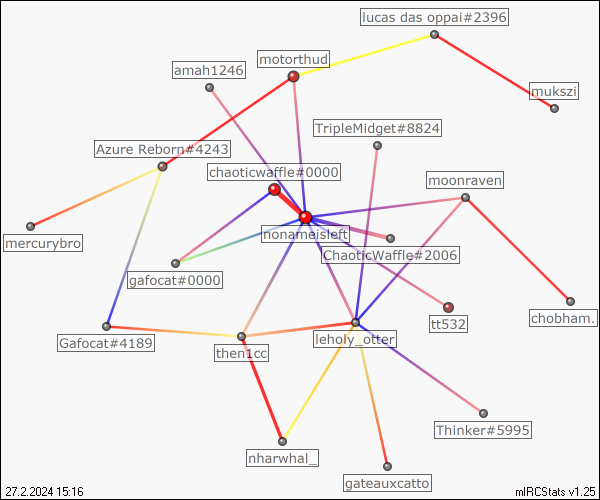 lucas das oppai#2396
motorthud
amah1246
mukszi
TripleMidget#8824
Azure Reborn#4243
chaoticwaffle#0000
moonraven
nonameisleft
mercurybro
ChaoticWaffle#2006
gafocat#0000
chobham.
tt532
Gafocat#4189
leholy_otter
then1cc
Thinker#5995
nharwhal_
gateauxcatto
27.2.2024 15:16
mIRCStats v1.25